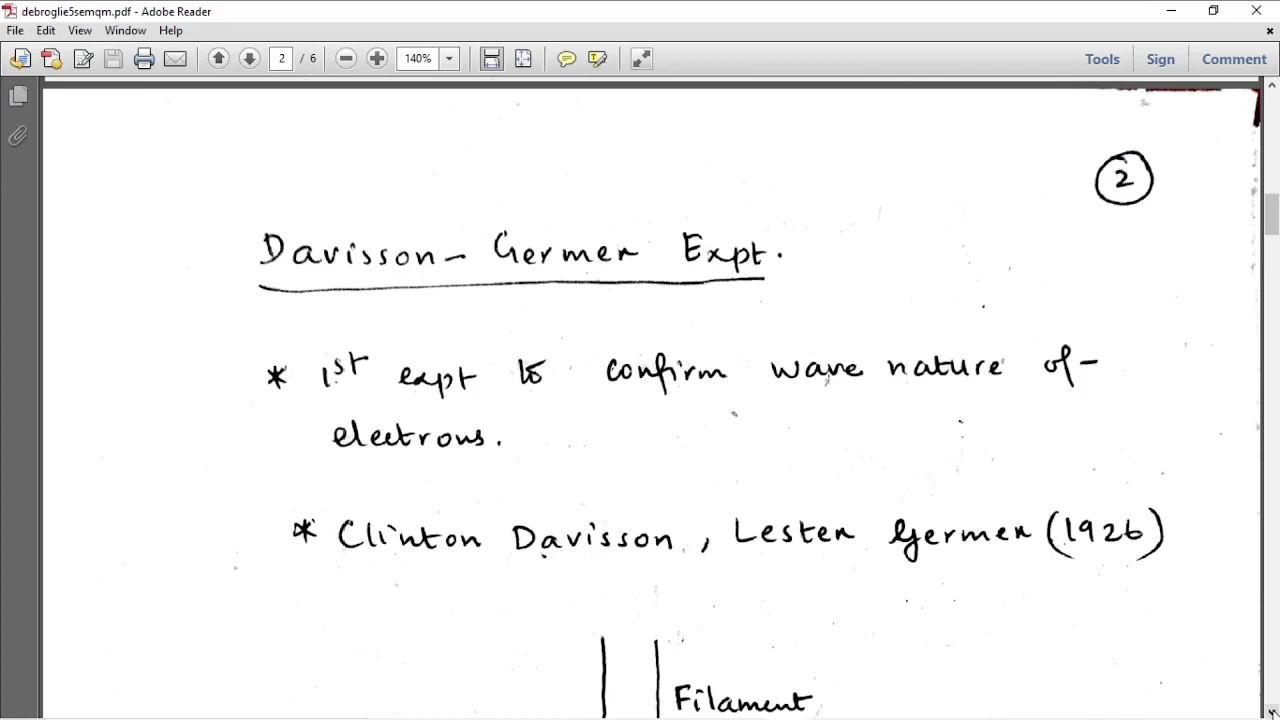 debroglie5semqm.pdf - Adobe Reader
File Edit View Window Help
2 / 6 140% Tools Sign Comment
2
Davisson - Germer Expt.
* 1st expt to confirm wave nature of
electrons.
* Clinton Davisson, Lester Germer (1926)
Filament